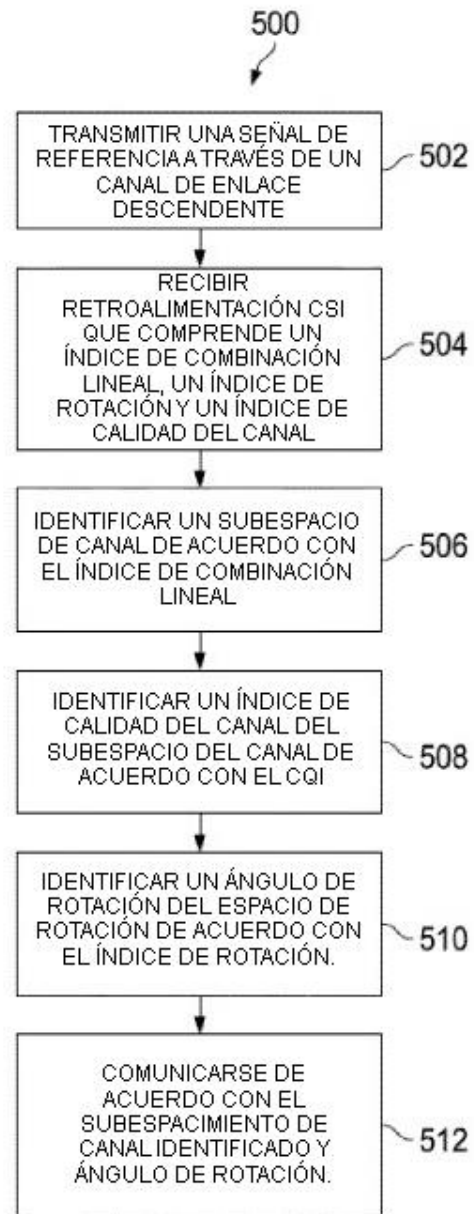 500
TRANSMITIR UNA SEÑAL DE
REFERENCIA A TRAVÉS DE UN
CANAL DE ENLACE
DESCENDENTE
502
RECIBIR
RETROALIMENTACIÓN CSI
QUE COMPRENDE UN
ÍNDICE DE COMBINACIÓN
LINEAL, UN ÍNDICE DE
ROTACIÓN Y UN ÍNDICE DE
CALIDAD DEL CANAL
504
IDENTIFICAR UN SUBESPACIO
DE CANAL DE ACUERDO CON
EL ÍNDICE DE COMBINACIÓN
LINEAL
506
IDENTIFICAR UN ÍNDICE DE
CALIDAD DEL CANAL DEL
SUBESPACIO DEL CANAL DE
ACUERDO CON EL CQI
508
IDENTIFICAR UN ÁNGULO DE
ROTACIÓN DEL ESPACIO DE
ROTACIÓN DE ACUERDO CON
EL ÍNDICE DE ROTACIÓN.
510
COMUNICARSE DE
ACUERDO CON EL
SUBESPACIMIENTO DE
CANAL IDENTIFICADO Y
ÁNGULO DE ROTACIÓN.
512